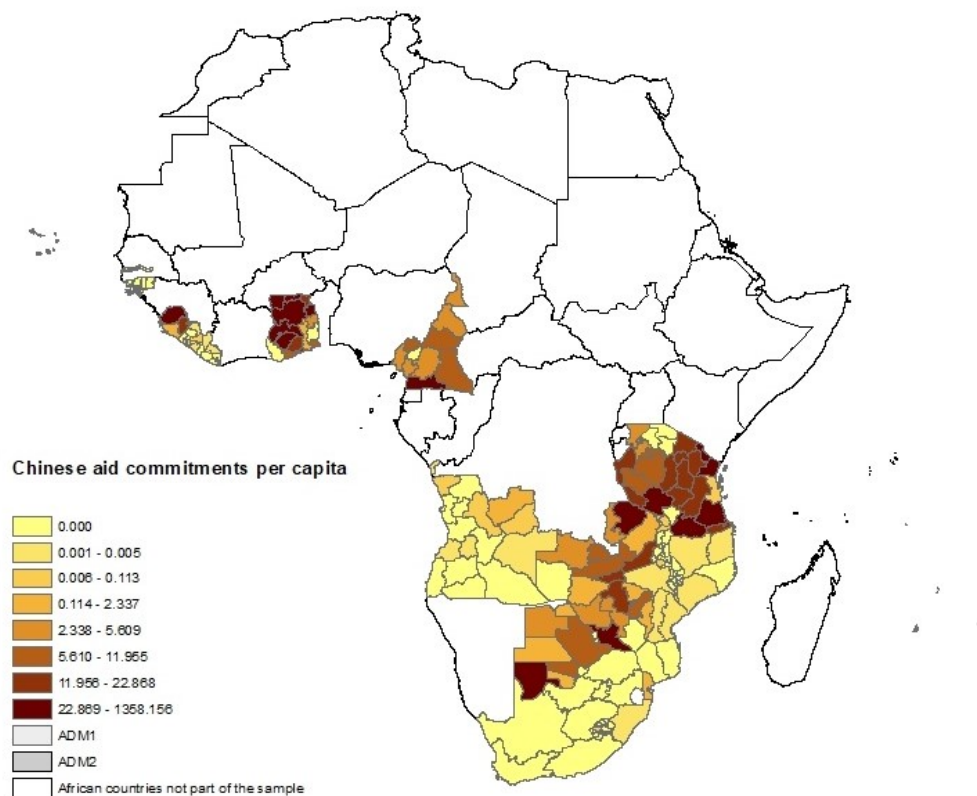 Chinese aid commitments per capita
0.000
0.001 - 0.005
0.006 - 0.113
0.114 - 2.337
2.338 - 5.609
5.610 - 11.955
11.956 - 22.868
22.869 - 1358.156
ADM1
ADM2
African countries not part of the sample